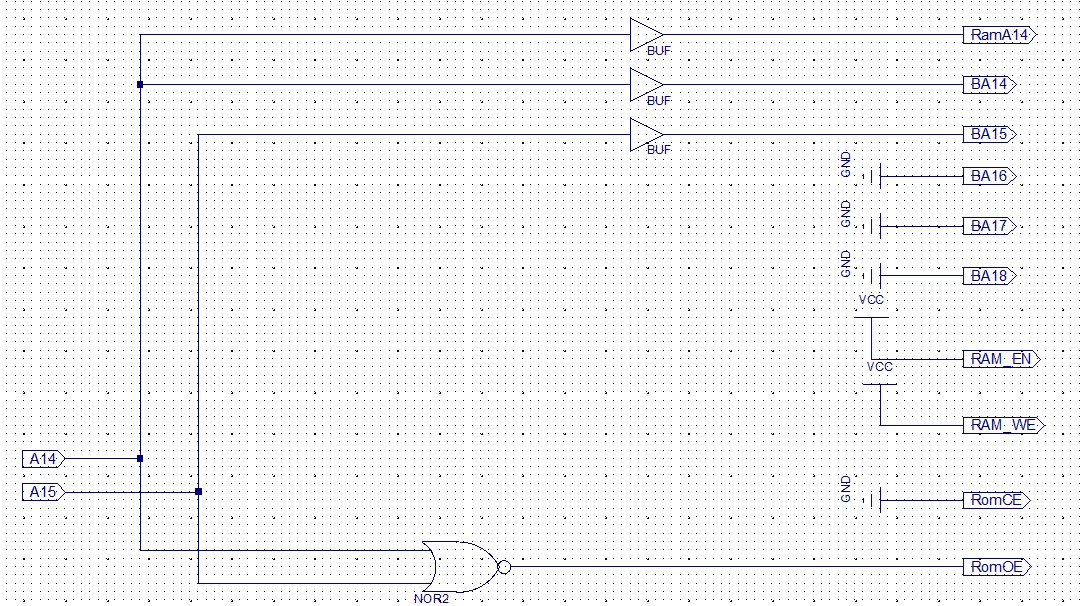 RamA14
BUF
BA14
BUF
BA15
BUF
GND
BA16
GND
BA17
GND
BA18
VCC
RAM_EN
VCC
RAM_WE
A14
A15
GND
RomCE
RomOE
NOR2